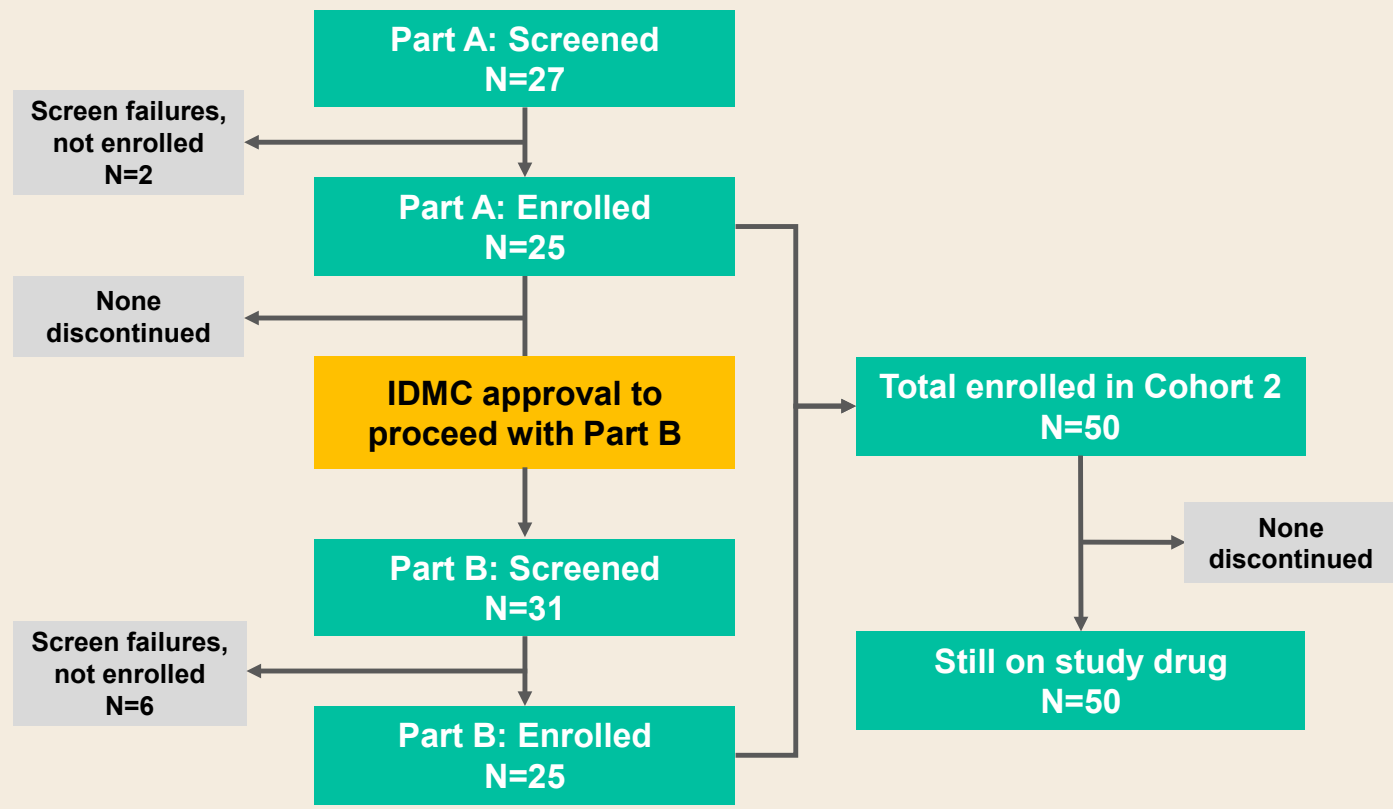 Part A: Screened
N=27
Screen failures,
not enrolled
N=2
Part A: Enrolled
N=25
None
discontinued
IDMC approval to
proceed with Part B
Total enrolled in Cohort 2
N=50
None
discontinued
Part B: Screened
N=31
Screen failures,
not enrolled
N=6
Still on study drug
N=50
Part B: Enrolled
N=25